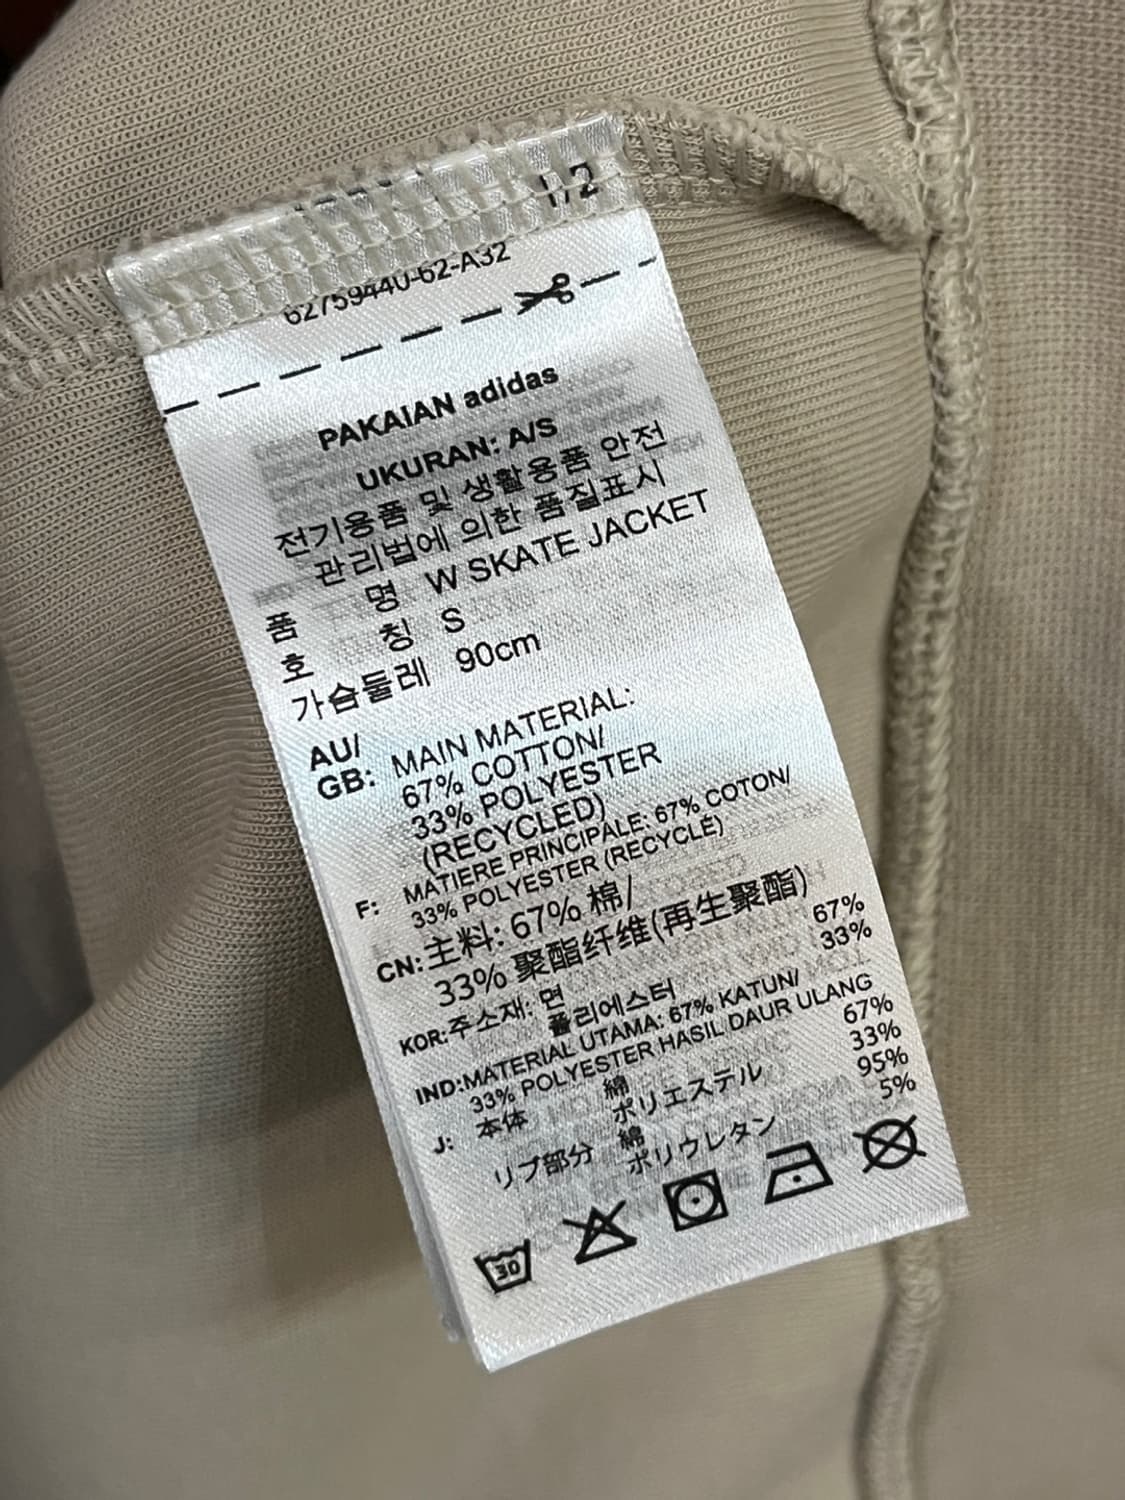 1/2
62759440-62-A32
PAKAIAN adidas
UKURAN: A/S
전기용품 및 생활용품 안전
관리법에 의한 품질표시
품 명 W SKATE JACKET
호 칭 S
가슴둘레 90cm
AU/
GB: MAIN MATERIAL:
67% COTTON/
33% POLYESTER
(RECYCLED)
F: MATIERE PRINCIPALE: 67% COTON/
33% POLYESTER (RECYCLÉ)
CN: 主料: 67% 棉/
33% 聚酯纤维(再生聚酯)
KOR: 주소재: 면 67%
폴리에스터 33%
IND: MATERIAL UTAMA: 67% KATUN/
33% POLYESTER HASIL DAUR ULANG
J: 本体 綿 67%
ポリエステル 33%
リブ部分 綿 95%
ポリウレタン 5%
30